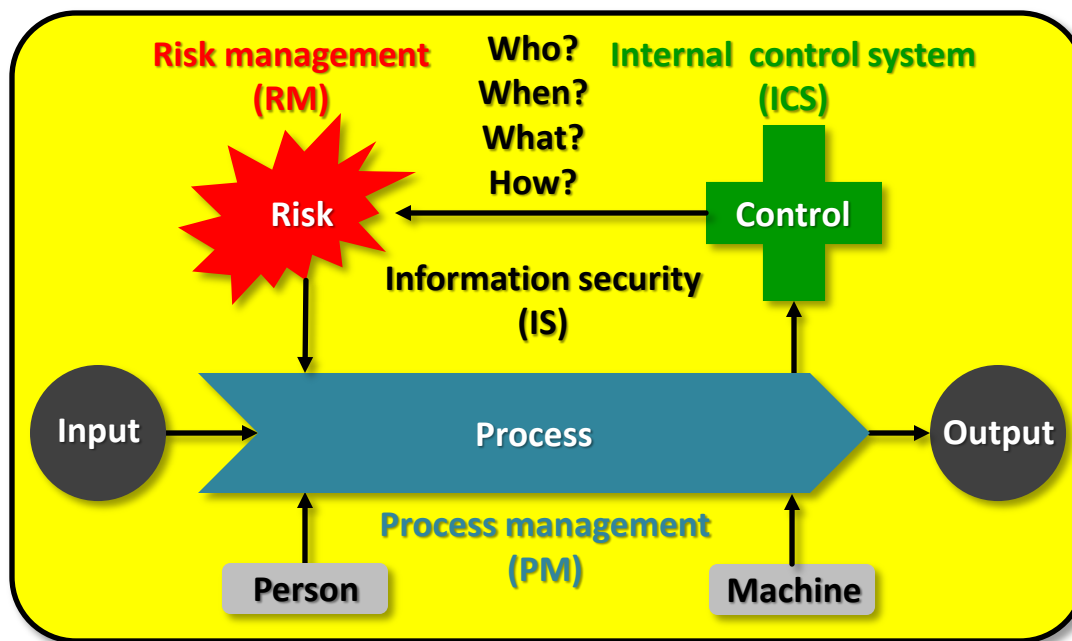 Risk management
(RM)
Who?
When?
What?
How?
Internal control system
(ICS)
Risk
Control
Information security
(IS)
Input
Process
Output
Process management
(PM)
Person
Machine